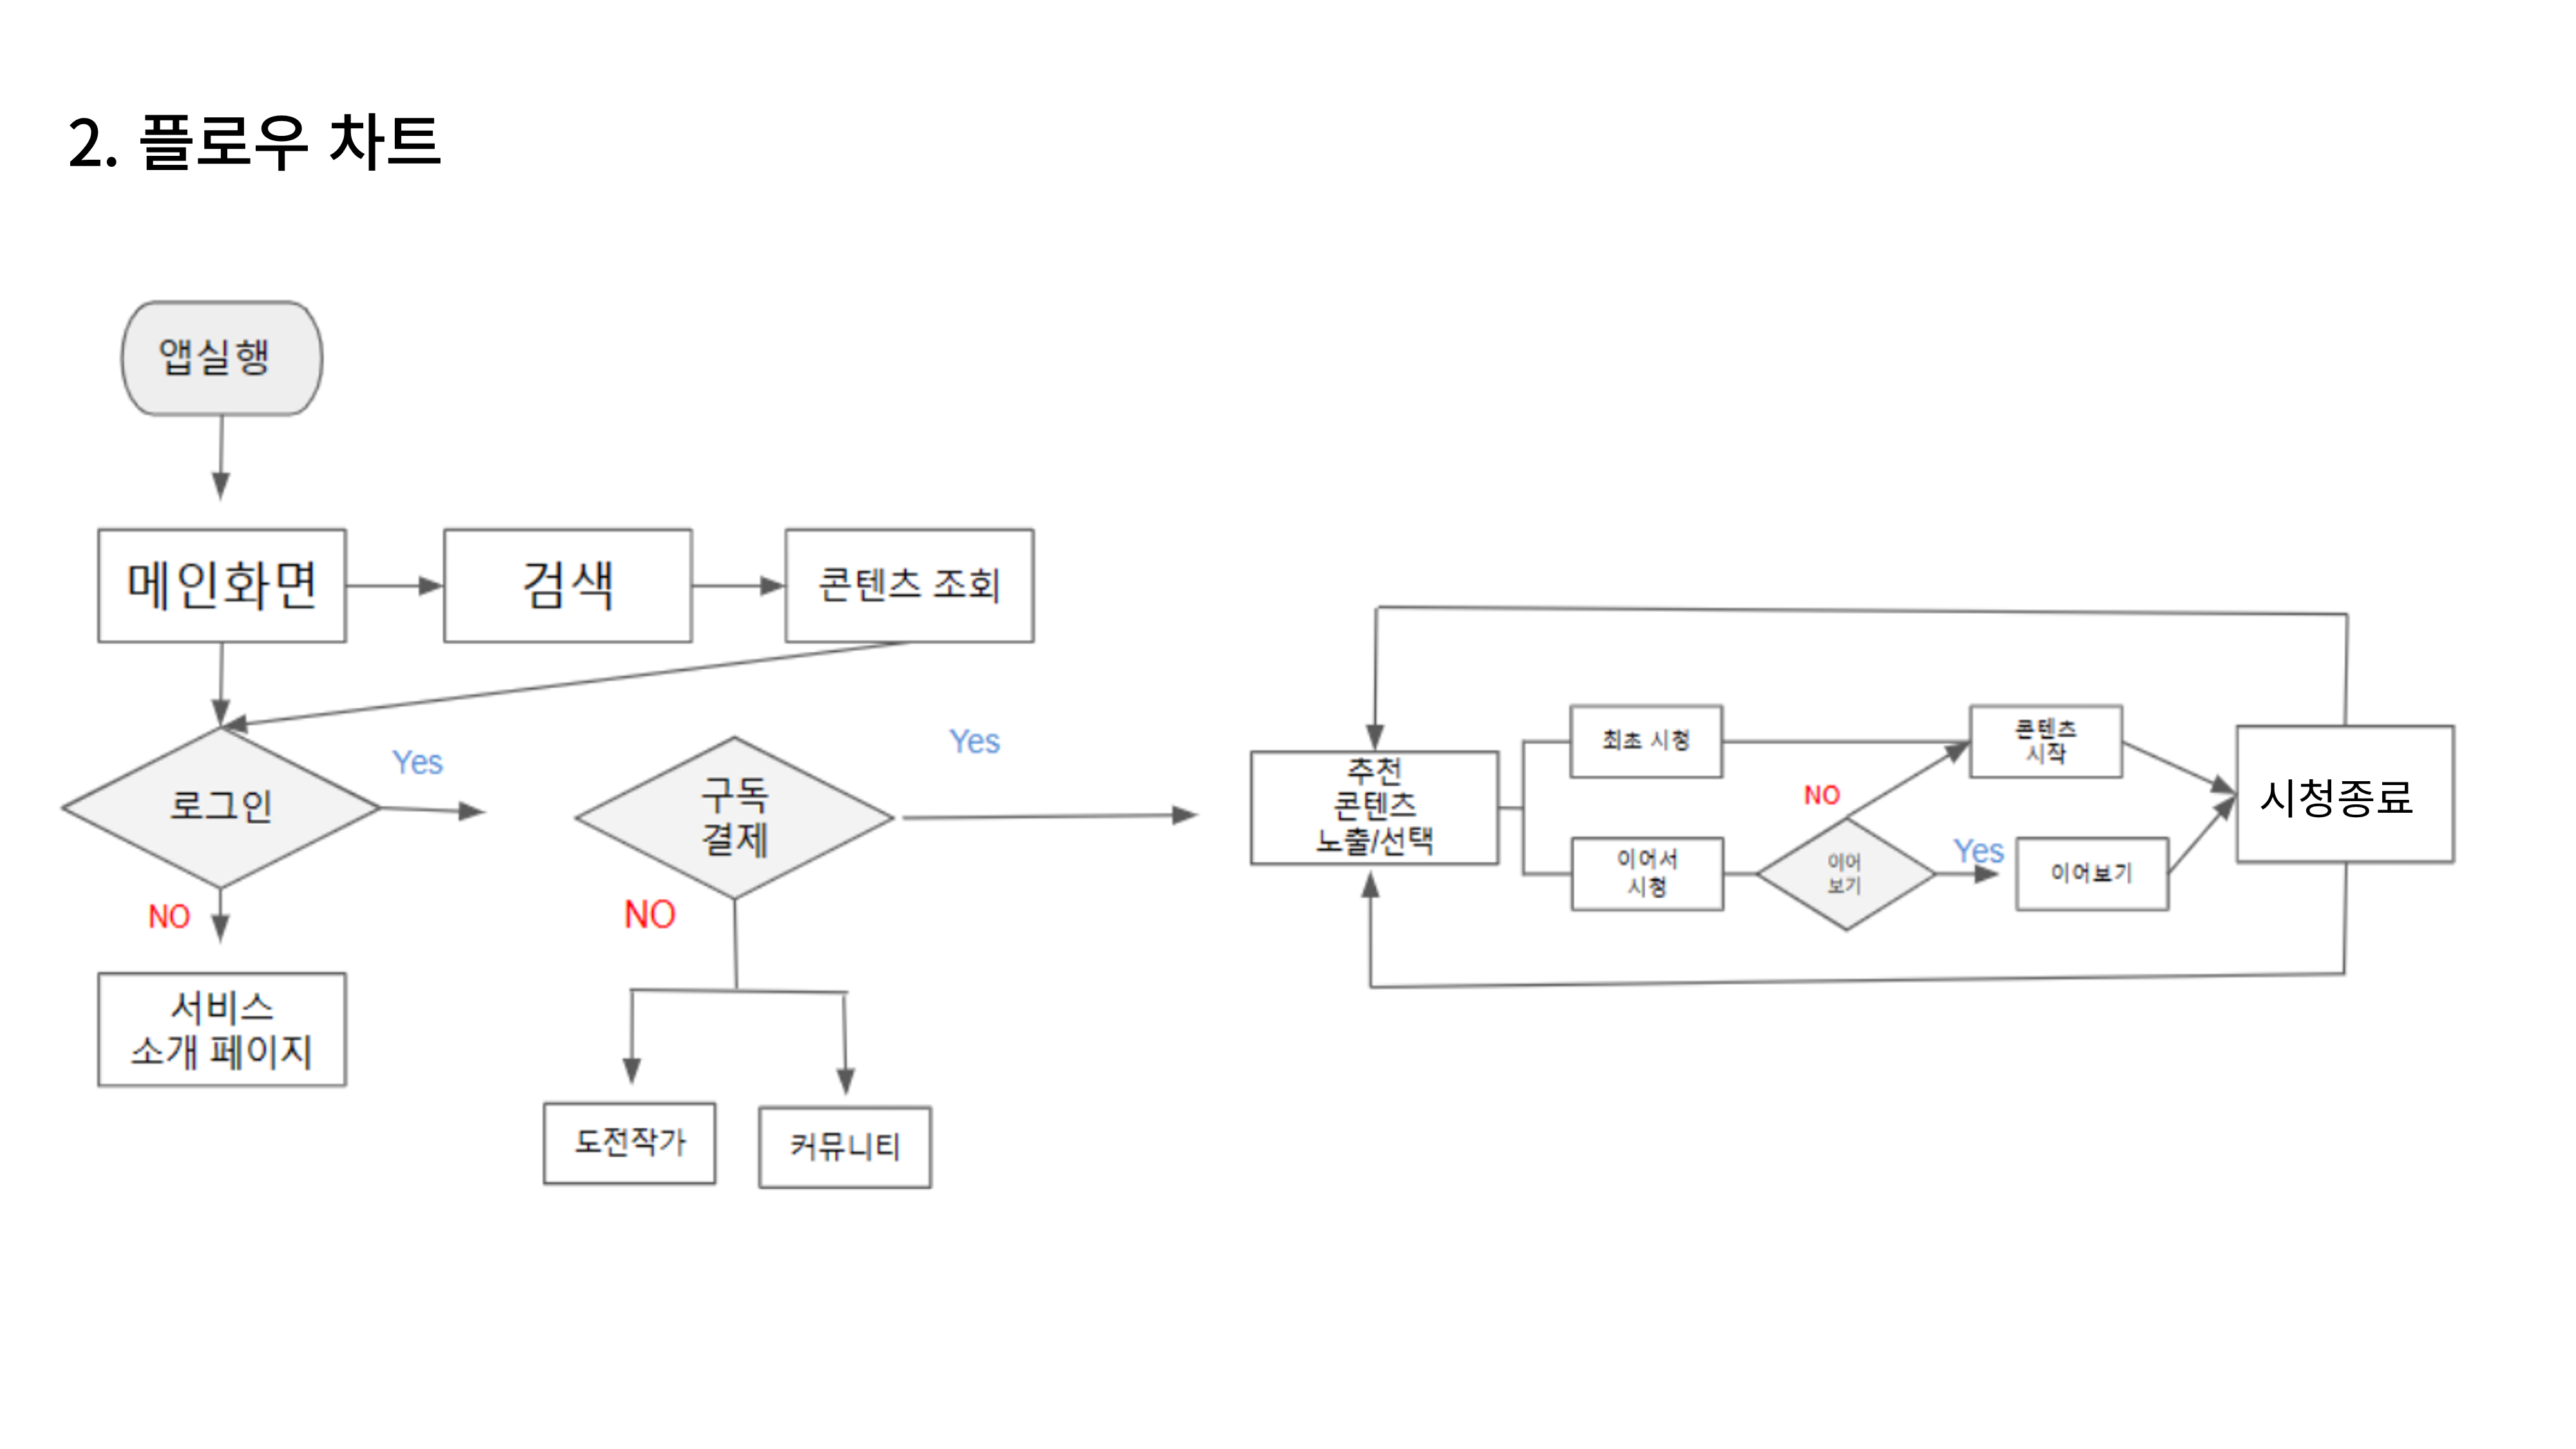 2. 플로우 차트
앱실행
메인화면
검색
콘텐츠 조회
로그인
Yes
NO
서비스
소개 페이지
구독
결제
Yes
NO
도전작가
커뮤니티
추천
콘텐츠
노출/선택
최초 시청
이어서
시청
이어
보기
NO
Yes
콘텐츠
시작
이어보기
시청종료